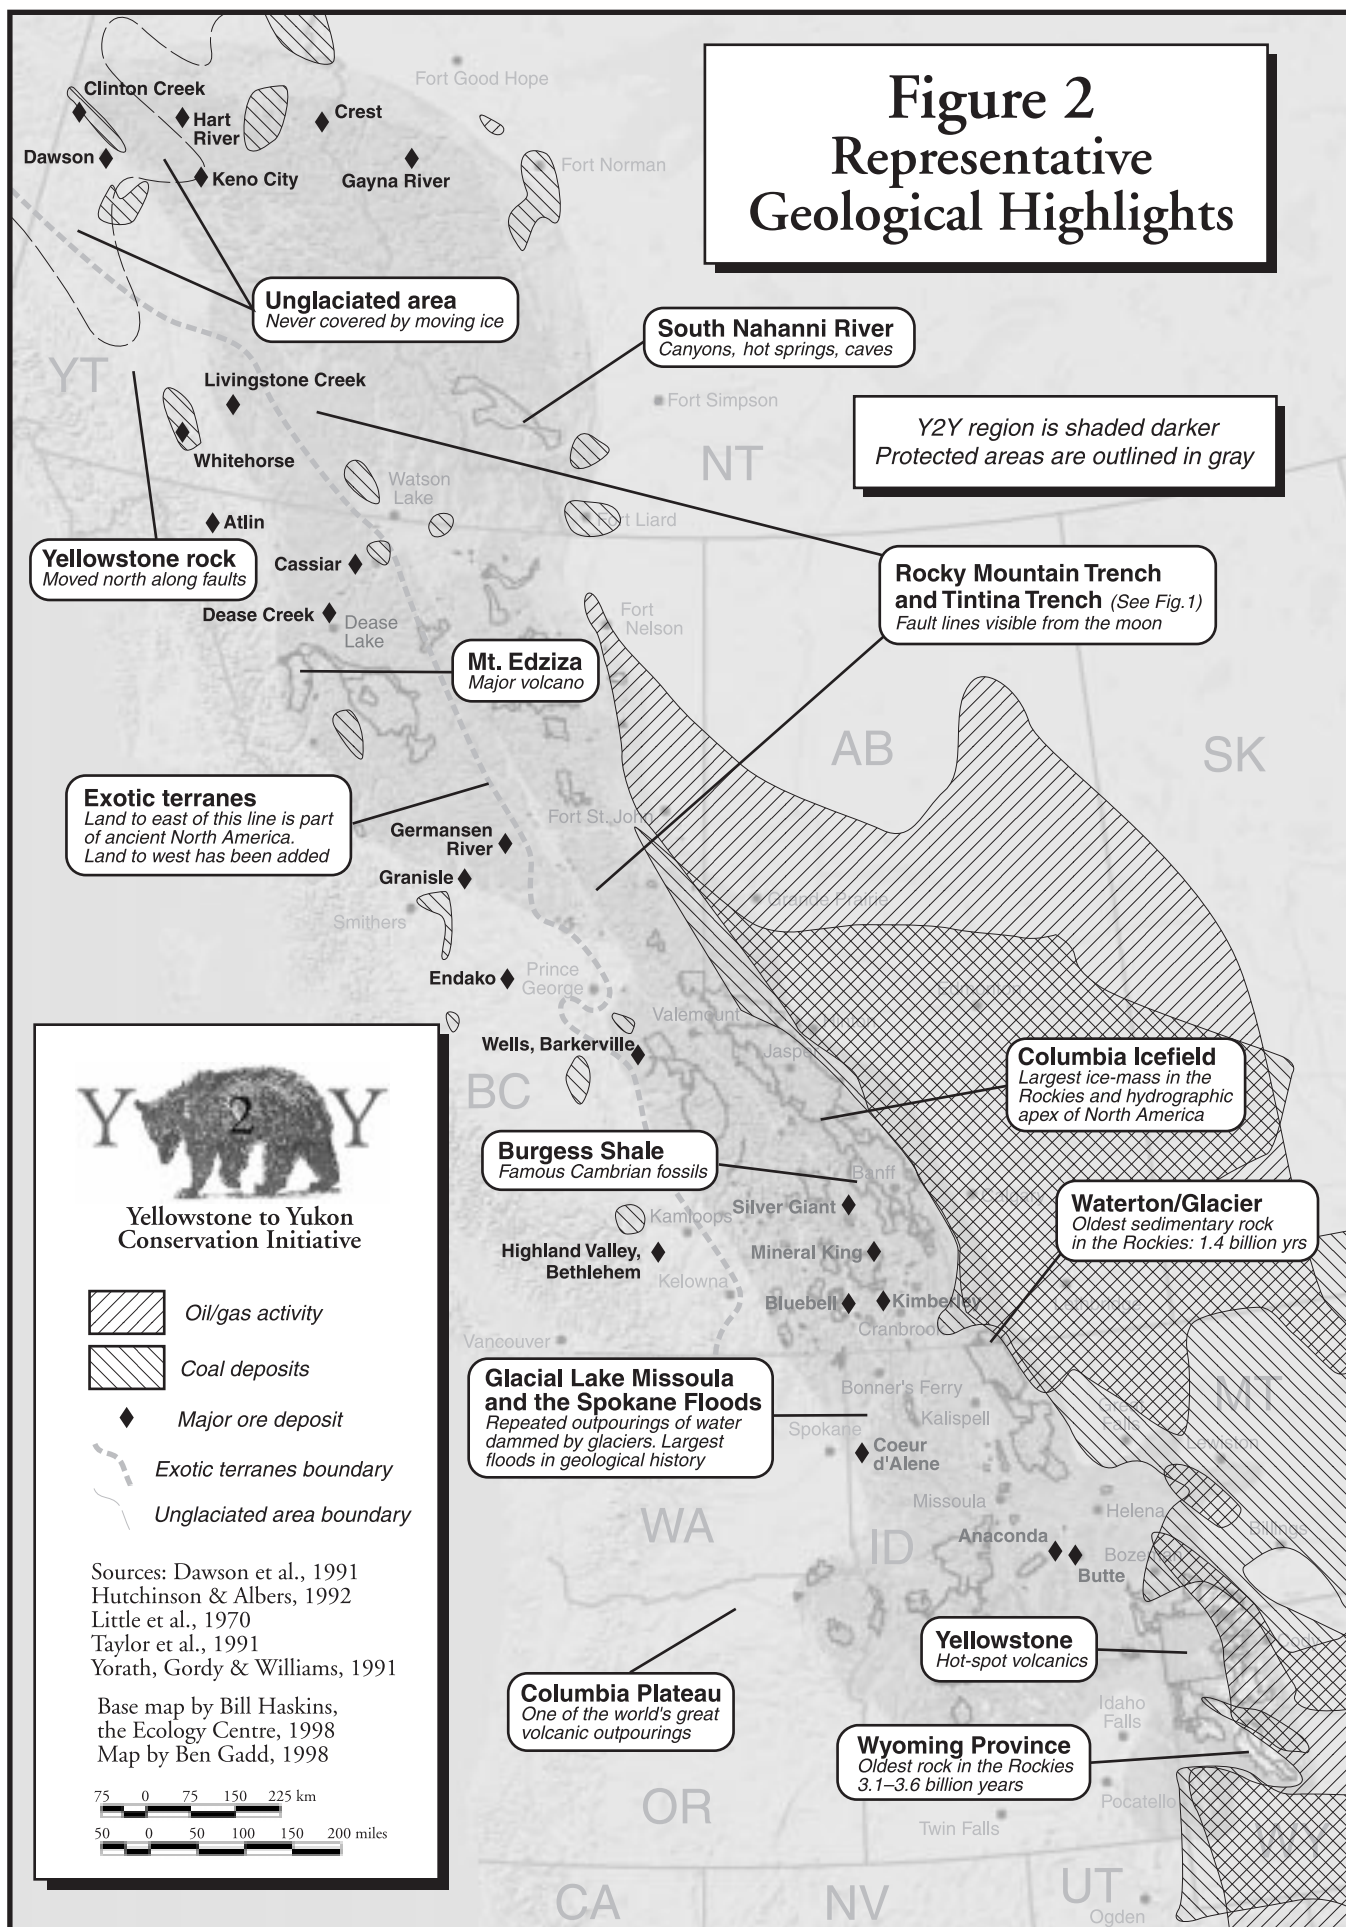 Figure 2
Representative
Geological Highlights
Fort Good Hope
Clinton Creek
Hart
River
Crest
Dawson
Keno City
Gayna River
Fort Norman
Unglaciated area
Never covered by moving ice
South Nahanni River
Canyons, hot springs, caves
YT
Livingstone Creek
Fort Simpson
Y2Y region is shaded darker
Protected areas are outlined in gray
NT
Whitehorse
Watson
Lake
Atlin
Fort Liard
Yellowstone rock
Moved north along faults
Cassiar
Rocky Mountain Trench
and Tintina Trench (See Fig.1)
Fault lines visible from the moon
Dease Creek
Dease
Lake
Fort
Nelson
Mt. Edziza
Major volcano
AB
SK
Exotic terranes
Land to east of this line is part
of ancient North America.
Land to west has been added
Fort St. John
Germansen
River
Granisle
Grande Prairie
Smithers
Endako
Prince
George
Edmonton
Valemount
Hinton
Wells, Barkerville
Jasper
BC
Columbia Icefield
Largest ice-mass in the
Rockies and hydrographic
apex of North America
Burgess Shale
Famous Cambrian fossils
Banff
Calgary
Silver Giant
Waterton/Glacier
Oldest sedimentary rock
in the Rockies: 1.4 billion yrs
Kamloops
Highland Valley,
Bethlehem
Mineral King
Kelowna
Bluebell
Kimberley
Lethbridge
Cranbrook
Vancouver
Glacial Lake Missoula
and the Spokane Floods
Repeated outpourings of water
dammed by glaciers. Largest
floods in geological history
Bonner's Ferry
Kalispell
Great
Falls
MT
Spokane
Coeur
d'Alene
Lewiston
Missoula
Helena
WA
ID
Anaconda
Butte
Bozeman
Billings
Yellowstone
Hot-spot volcanics
Cody
Columbia Plateau
One of the world's great
volcanic outpourings
Idaho
Falls
Wyoming Province
Oldest rock in the Rockies
3.1–3.6 billion years
Pocatello
OR
Twin Falls
WY
CA
NV
UT
Ogden
Y 2 Y
Yellowstone to Yukon
Conservation Initiative
Oil/gas activity
Coal deposits
Major ore deposit
Exotic terranes boundary
Unglaciated area boundary
Sources: Dawson et al., 1991
Hutchinson & Albers, 1992
Little et al., 1970
Taylor et al., 1991
Yorath, Gordy & Williams, 1991
Base map by Bill Haskins,
the Ecology Centre, 1998
Map by Ben Gadd, 1998
75 0 75 150 225 km
50 0 50 100 150 200 miles